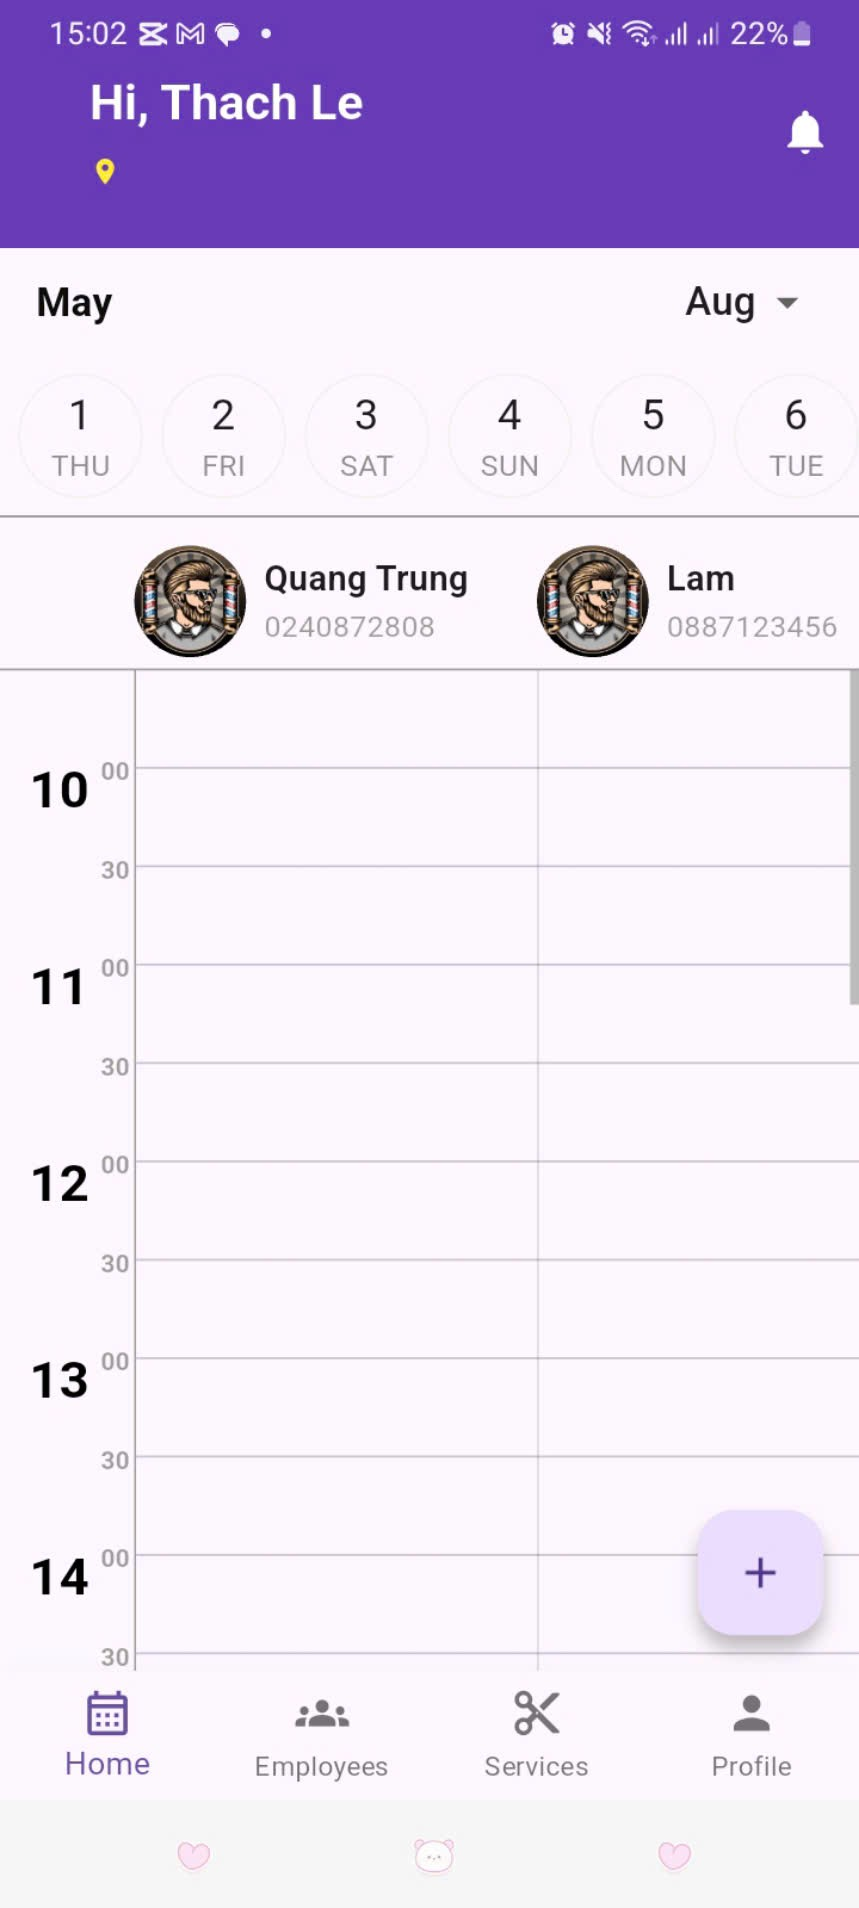 15:02 22%
Hi, Thach Le
May Aug
1 2 3 4 5 6
THU FRI SAT SUN MON TUE
Quang Trung Lam
0240872808 0887123456
10 00
30
11 00
30
12 00
30
13 00
30
14 00
30
+
Home Employees Services Profile